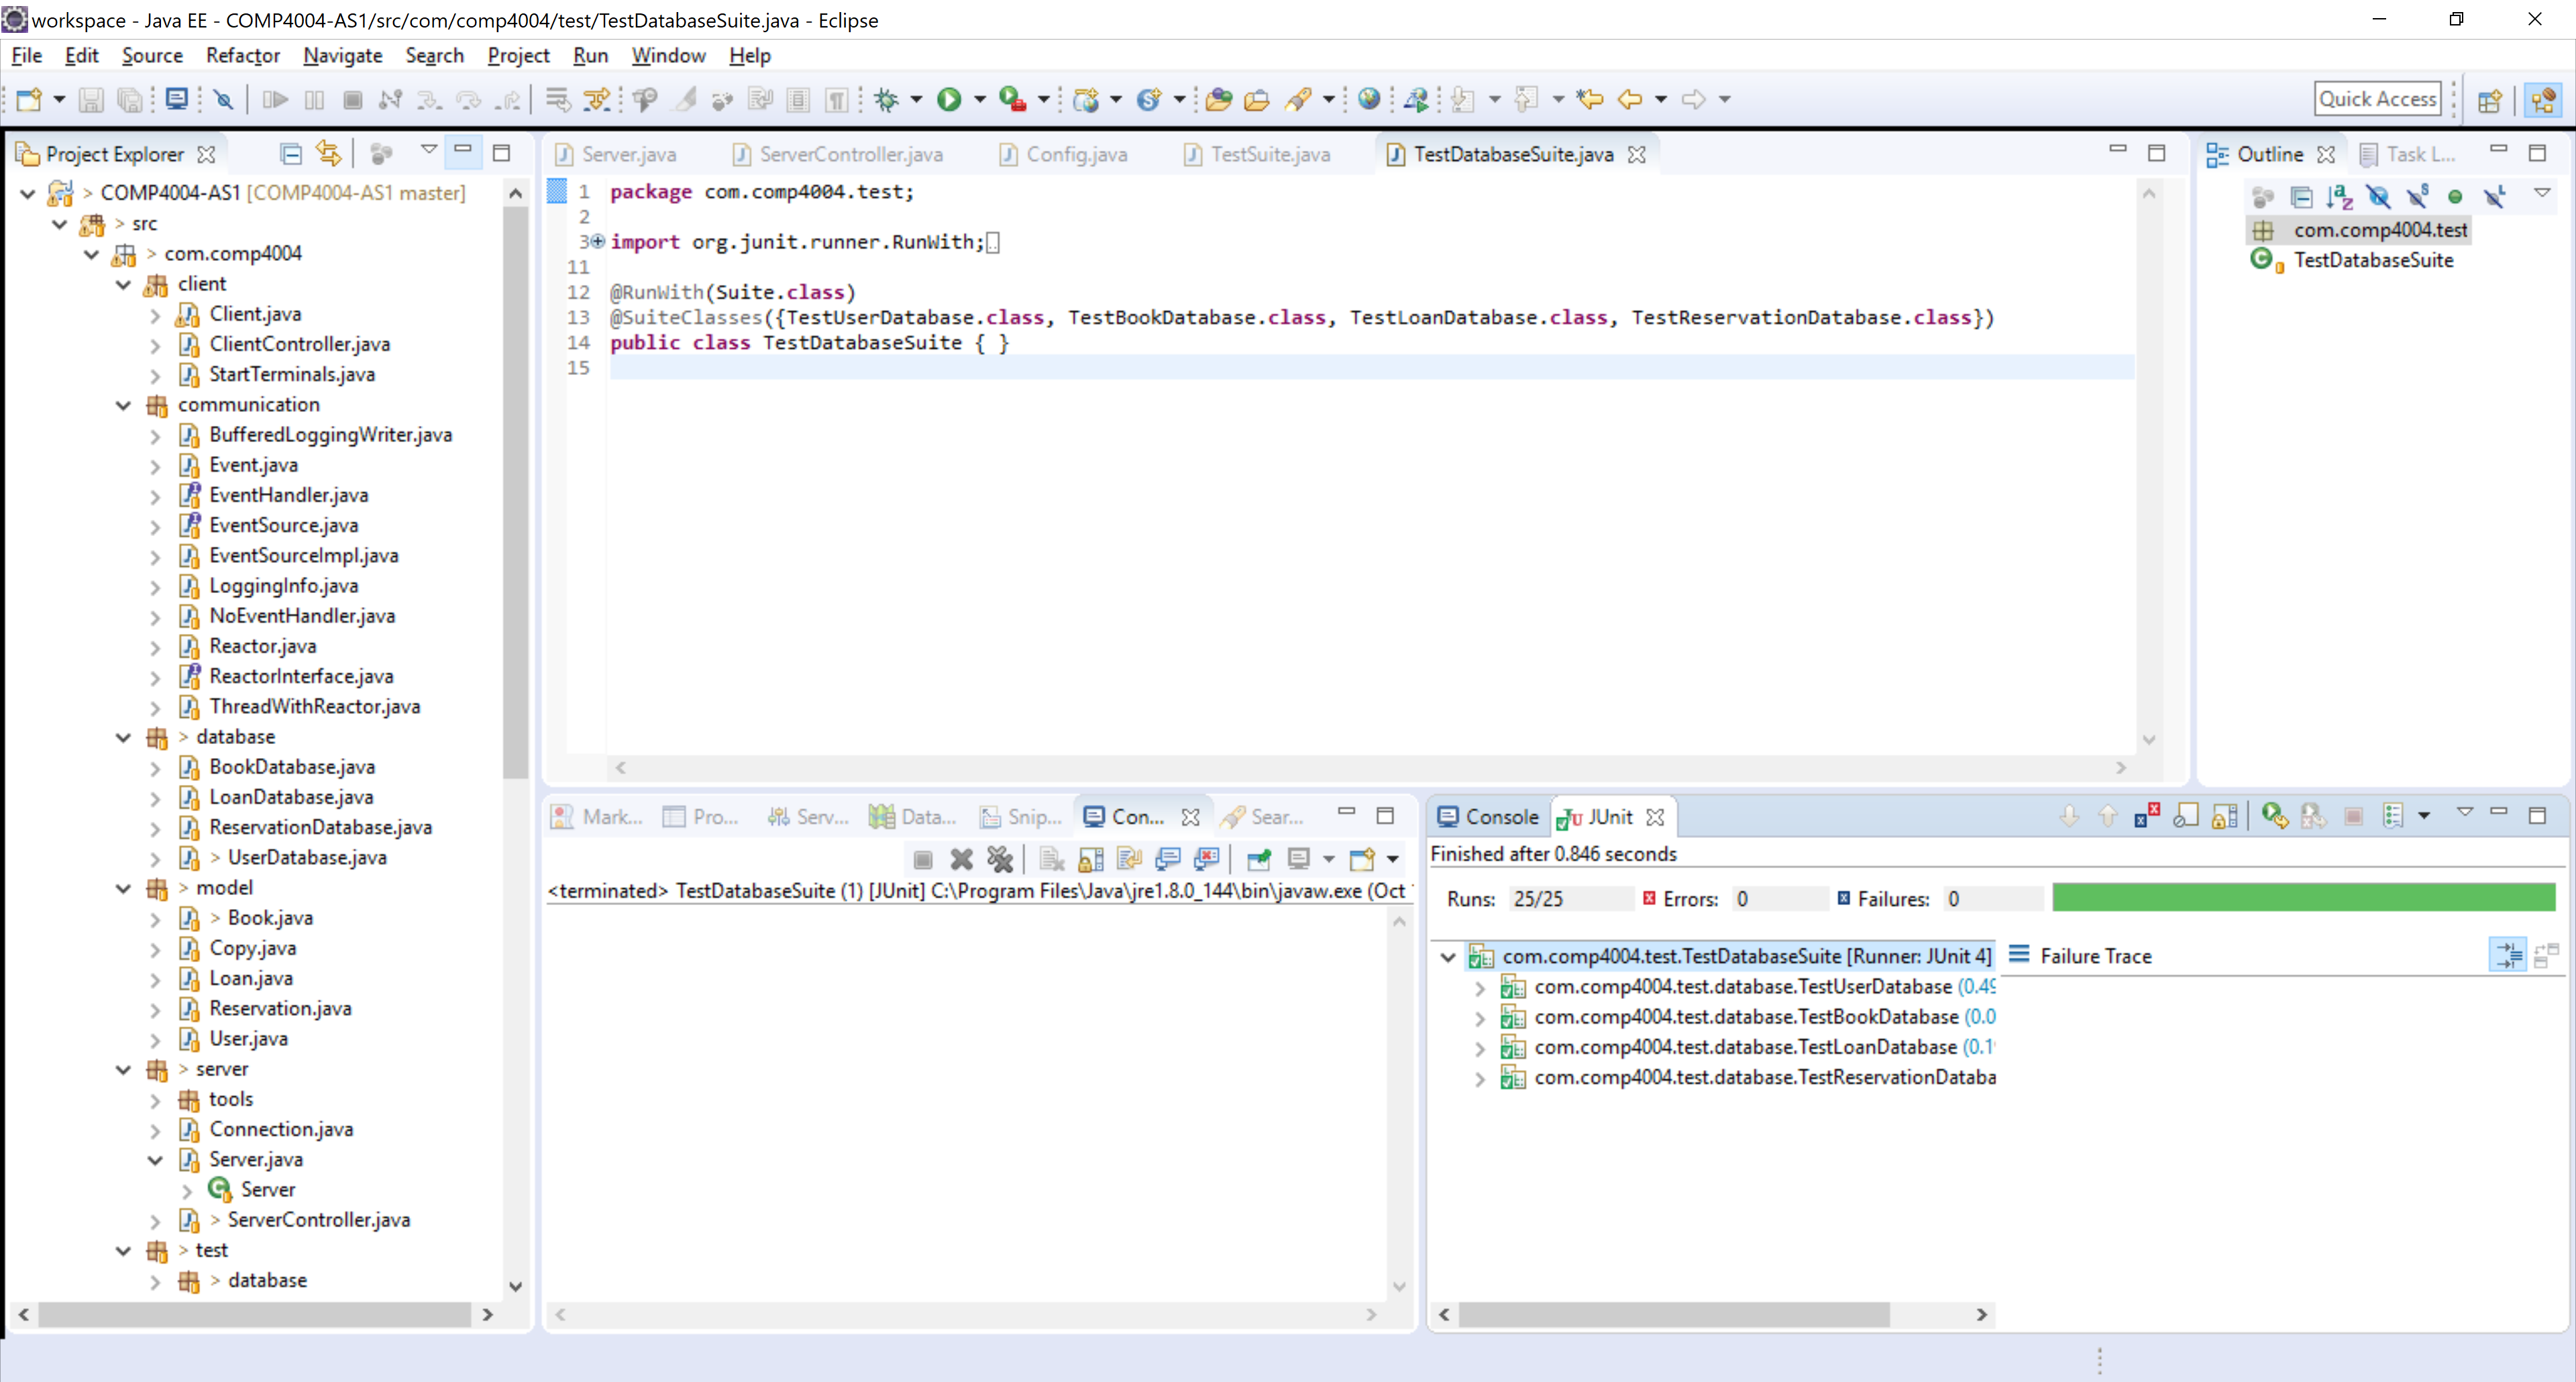 workspace - Java EE - COMP4004-AS1/src/com/comp4004/test/TestDatabaseSuite.java - Eclipse
File Edit Source Refactor Navigate Search Project Run Window Help
Quick Access
Project Explorer
> COMP4004-AS1 [COMP4004-AS1 master]
> src
> com.comp4004
client
Client.java
ClientController.java
StartTerminals.java
communication
BufferedLoggingWriter.java
Event.java
EventHandler.java
EventSource.java
EventSourceImpl.java
LoggingInfo.java
NoEventHandler.java
Reactor.java
ReactorInterface.java
ThreadWithReactor.java
> database
BookDatabase.java
LoanDatabase.java
ReservationDatabase.java
> UserDatabase.java
> model
> Book.java
Copy.java
Loan.java
Reservation.java
User.java
> server
tools
Connection.java
Server.java
Server
> ServerController.java
> test
> database
Server.java ServerController.java Config.java TestSuite.java TestDatabaseSuite.java
1 package com.comp4004.test;
2
3 import org.junit.runner.RunWith;
11
12 @RunWith(Suite.class)
13 @SuiteClasses({TestUserDatabase.class, TestBookDatabase.class, TestLoanDatabase.class, TestReservationDatabase.class})
14 public class TestDatabaseSuite { }
15
Outline Task L...
com.comp4004.test
TestDatabaseSuite
Mark... Pro... Serv... Data... Snip... Con... Sear...
<terminated> TestDatabaseSuite (1) [JUnit] C:\Program Files\Java\jre1.8.0_144\bin\javaw.exe (Oct
Console JUnit
Finished after 0.846 seconds
Runs: 25/25 Errors: 0 Failures: 0
com.comp4004.test.TestDatabaseSuite [Runner: JUnit 4]
com.comp4004.test.database.TestUserDatabase (0.49
com.comp4004.test.database.TestBookDatabase (0.0
com.comp4004.test.database.TestLoanDatabase (0.1
com.comp4004.test.database.TestReservationDataba
Failure Trace